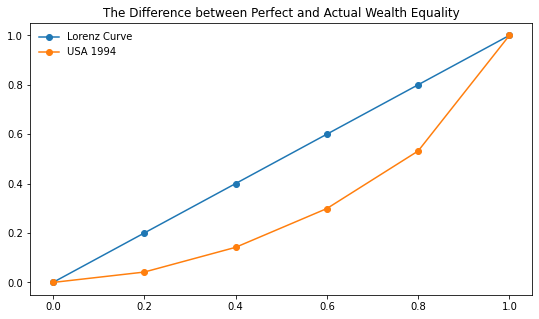 The Difference between Perfect and Actual Wealth Equality
Lorenz Curve
USA 1994
1.0
0.8
0.6
0.4
0.2
0.0
0.0 0.2 0.4 0.6 0.8 1.0